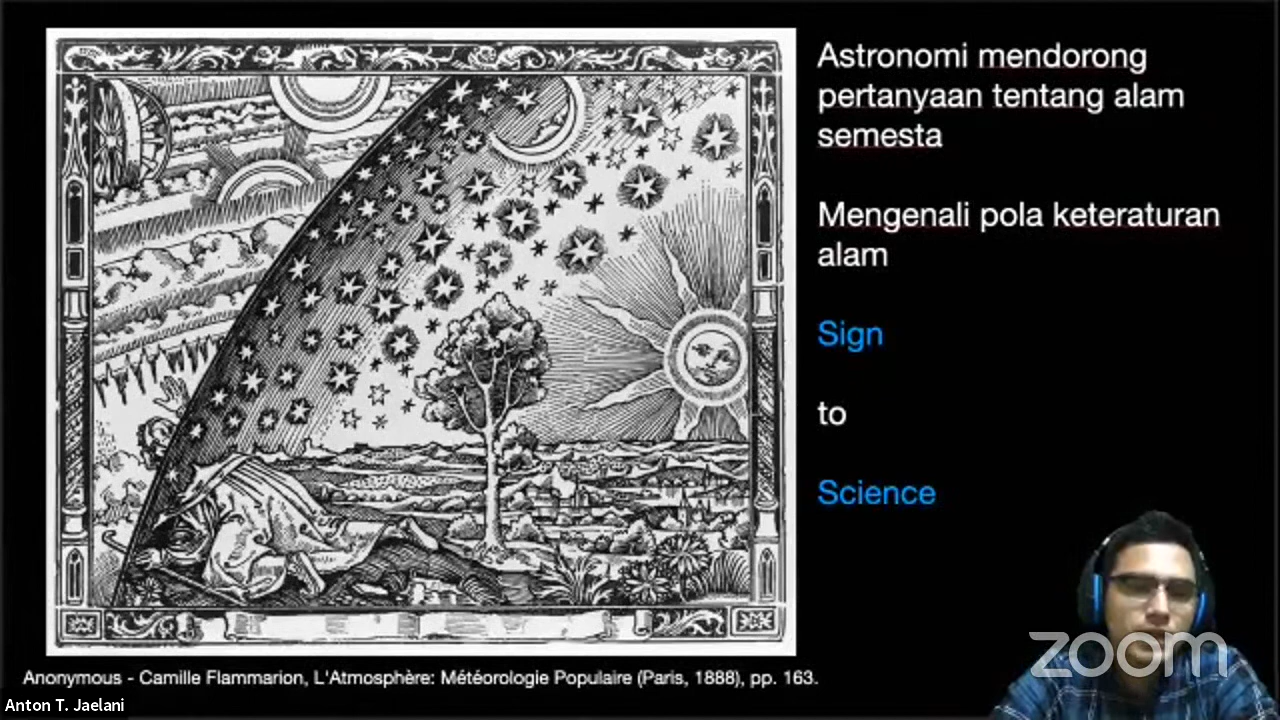 Astronomi mendorong
pertanyaan tentang alam
semesta
Mengenali pola keteraturan
alam
Sign
to
Science
Anonymous - Camille Flammarion, L'Atmosphère: Météorologie Populaire (Paris, 1888), pp. 163.
Anton T. Jaelani
zoom